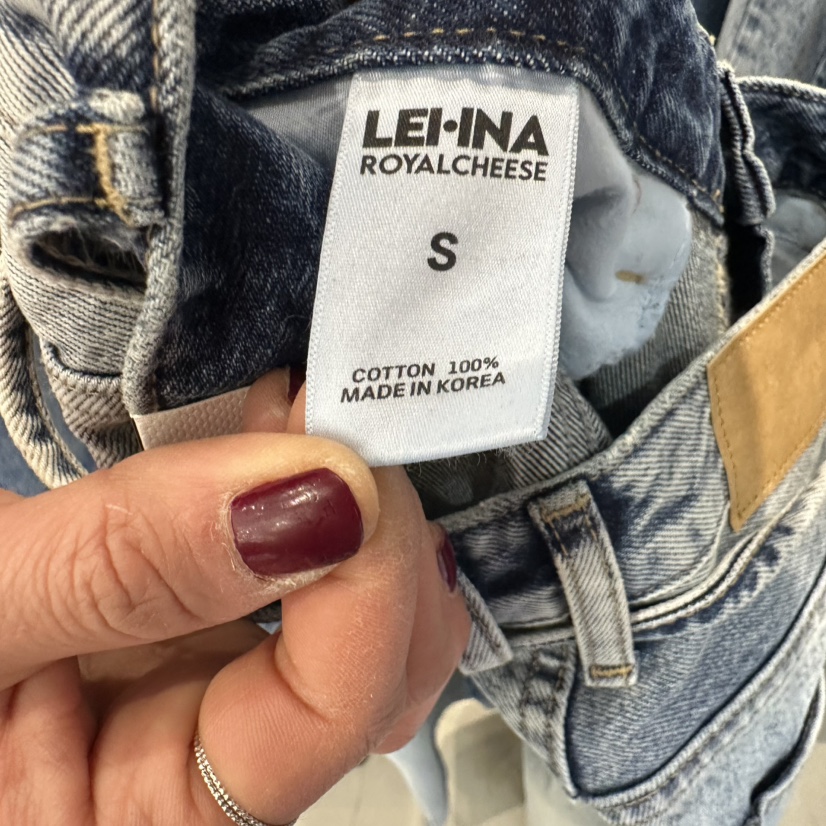 LEI•INA
ROYALCHEESE
S
COTTON 100%
MADE IN KOREA